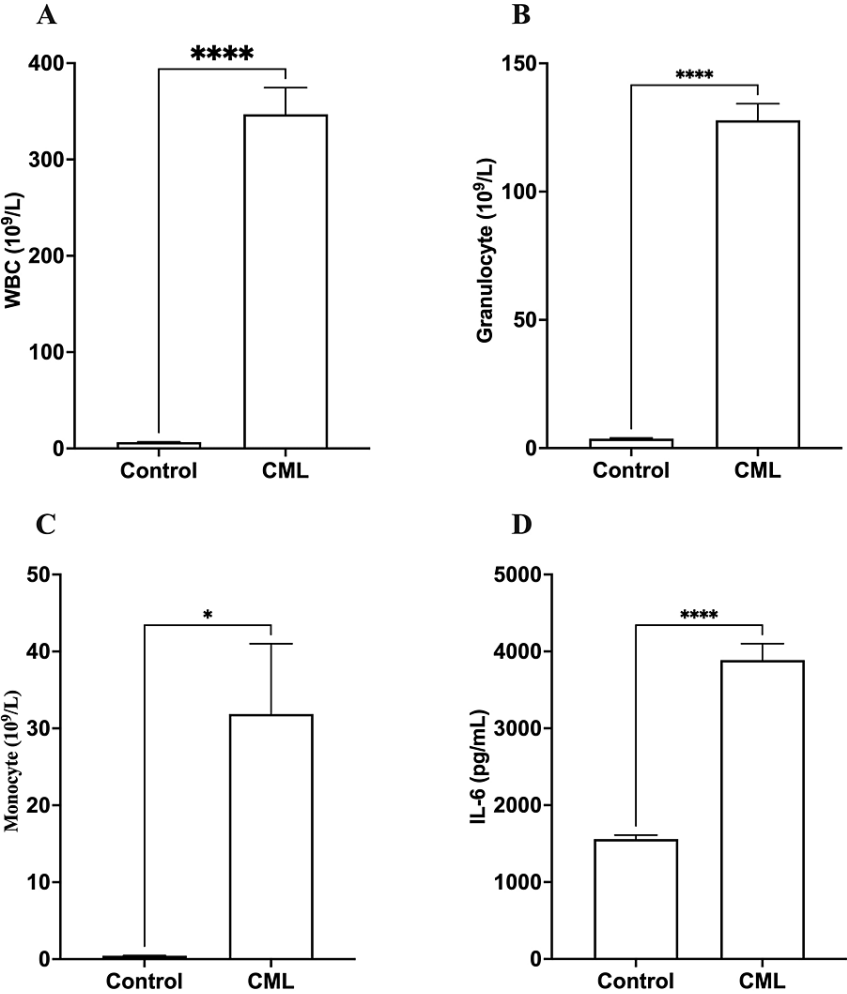 A
WBC (10⁹/L)
400
300
200
100
0
****
Control CML
B
Granulocyte (10⁹/L)
150
100
50
0
****
Control CML
C
Monocyte (10⁹/L)
50
40
30
20
10
0
*
Control CML
D
IL-6 (pg/mL)
5000
4000
3000
2000
1000
0
****
Control CML